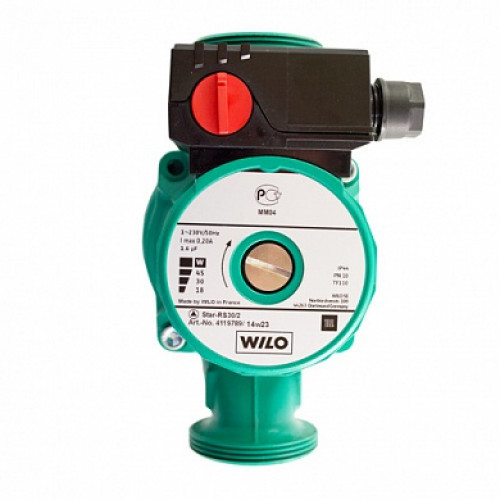 PC
MM04
1~230V/50Hz
I max 0,20A
1,6 µF
W
45
30
18
IP44
PN 10
TF110
Made by WILO in France
WILO SE
Nortkirchenstr. 100
44263 Dortmund/Germany
Star-RS30/2
Art.-No. 4119789/ 14w23
WILO